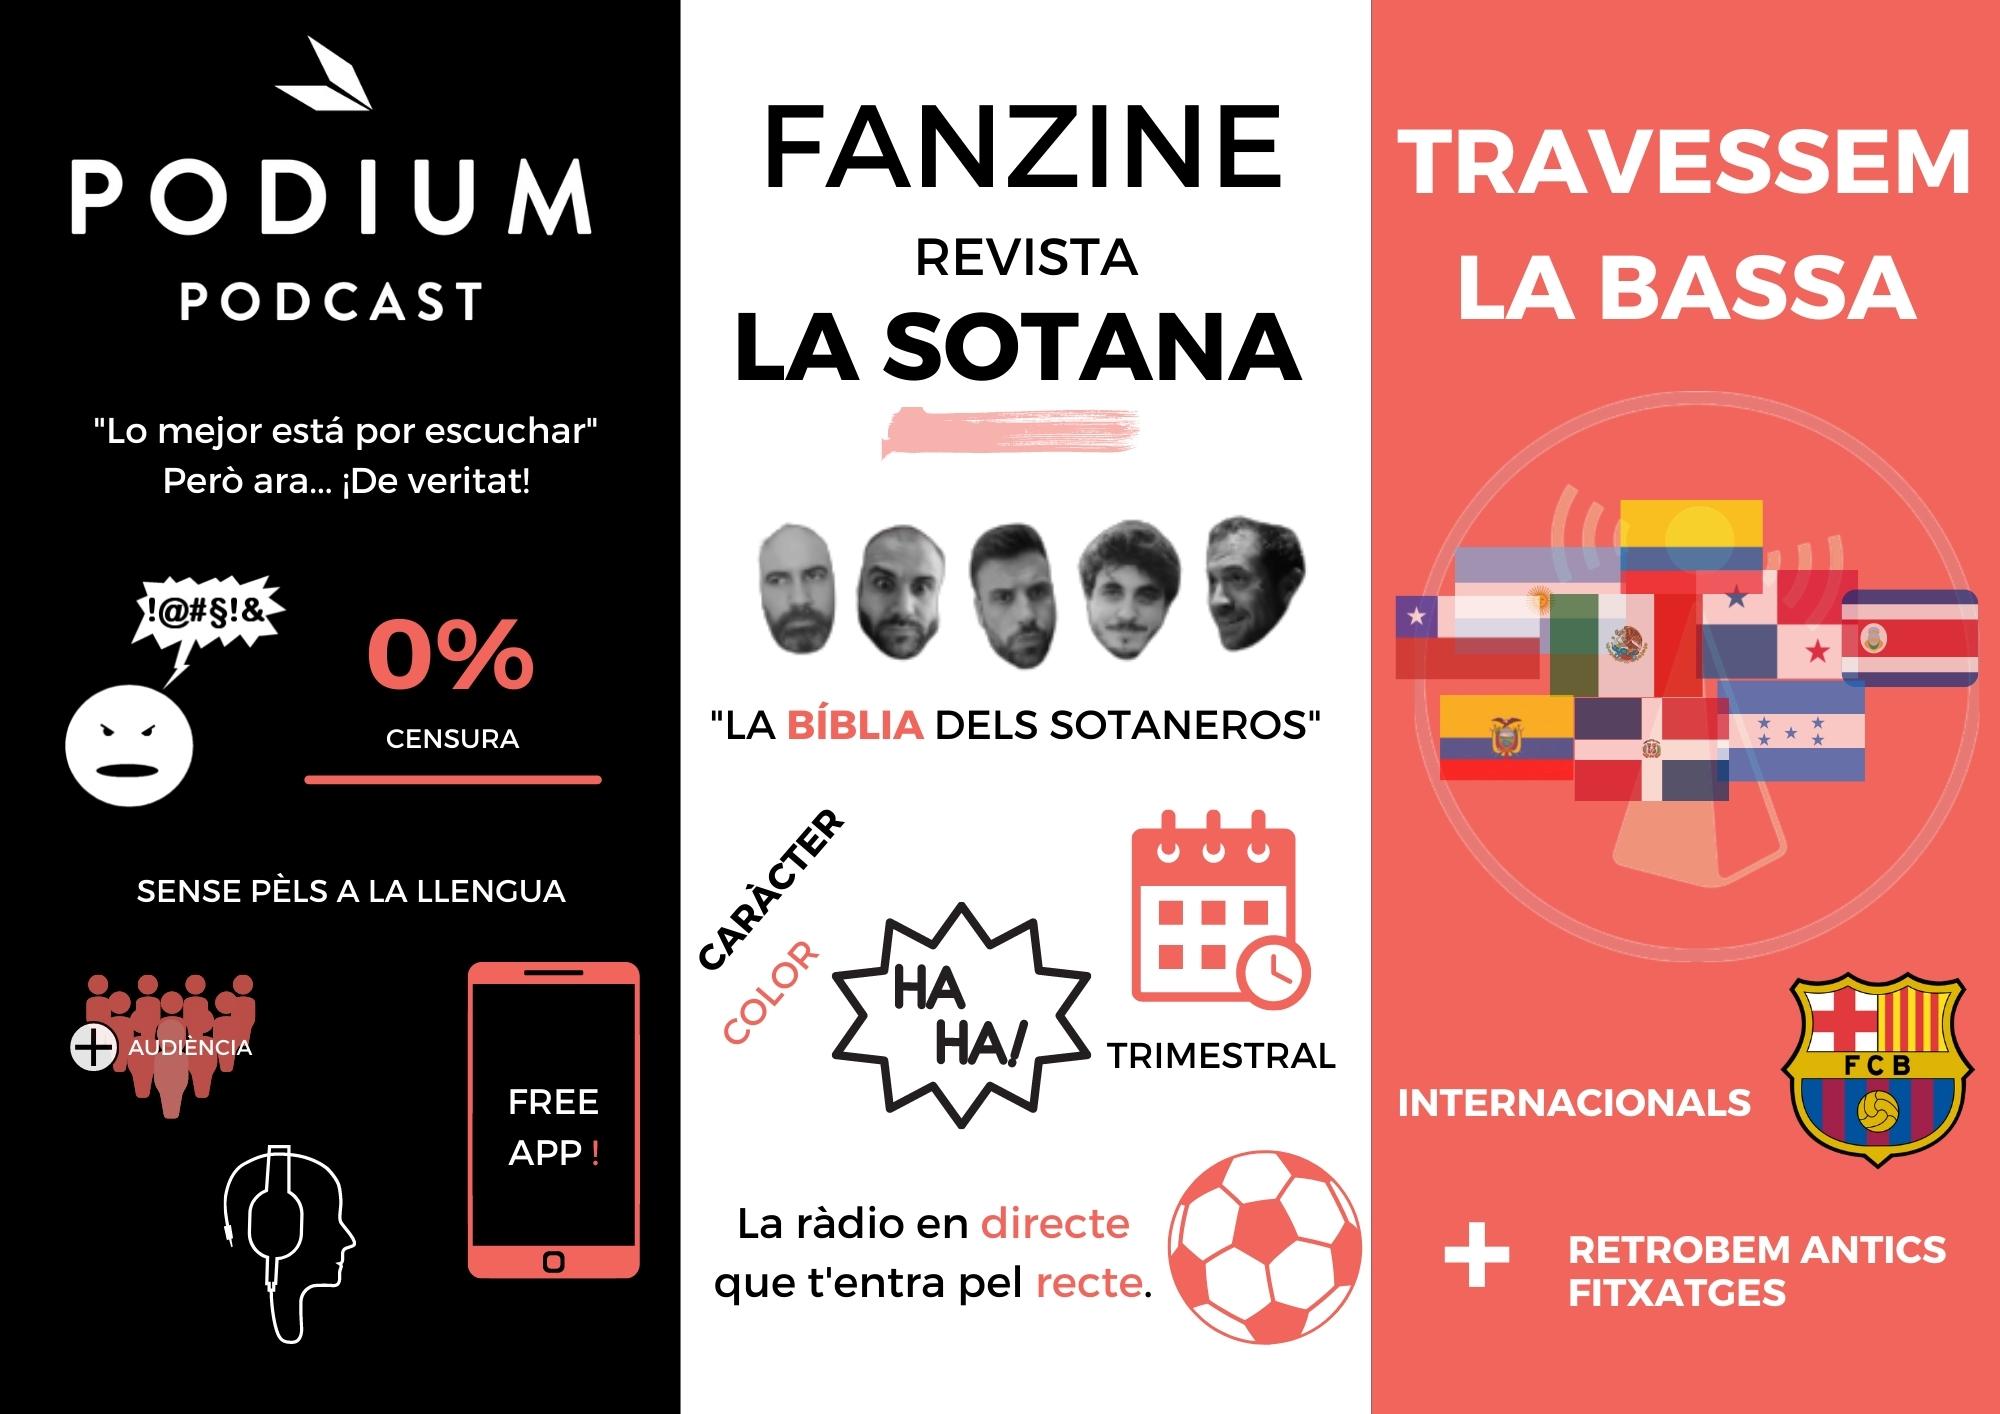 PODIUM
PODCAST
"Lo mejor está por escuchar"
Però ara... ¡De veritat!
!@#§!&
0%
CENSURA
SENSE PÈLS A LA LLENGUA
AUDIÈNCIA
FREE
APP !
FANZINE
REVISTA
LA SOTANA
"LA BÍBLIA DELS SOTANEROS"
CARÀCTER
COLOR
HA
HA!
TRIMESTRAL
La ràdio en directe
que t'entra pel recte.
TRAVESSEM
LA BASSA
FCB
INTERNACIONALS
+
RETROBEM ANTICS
FITXATGES